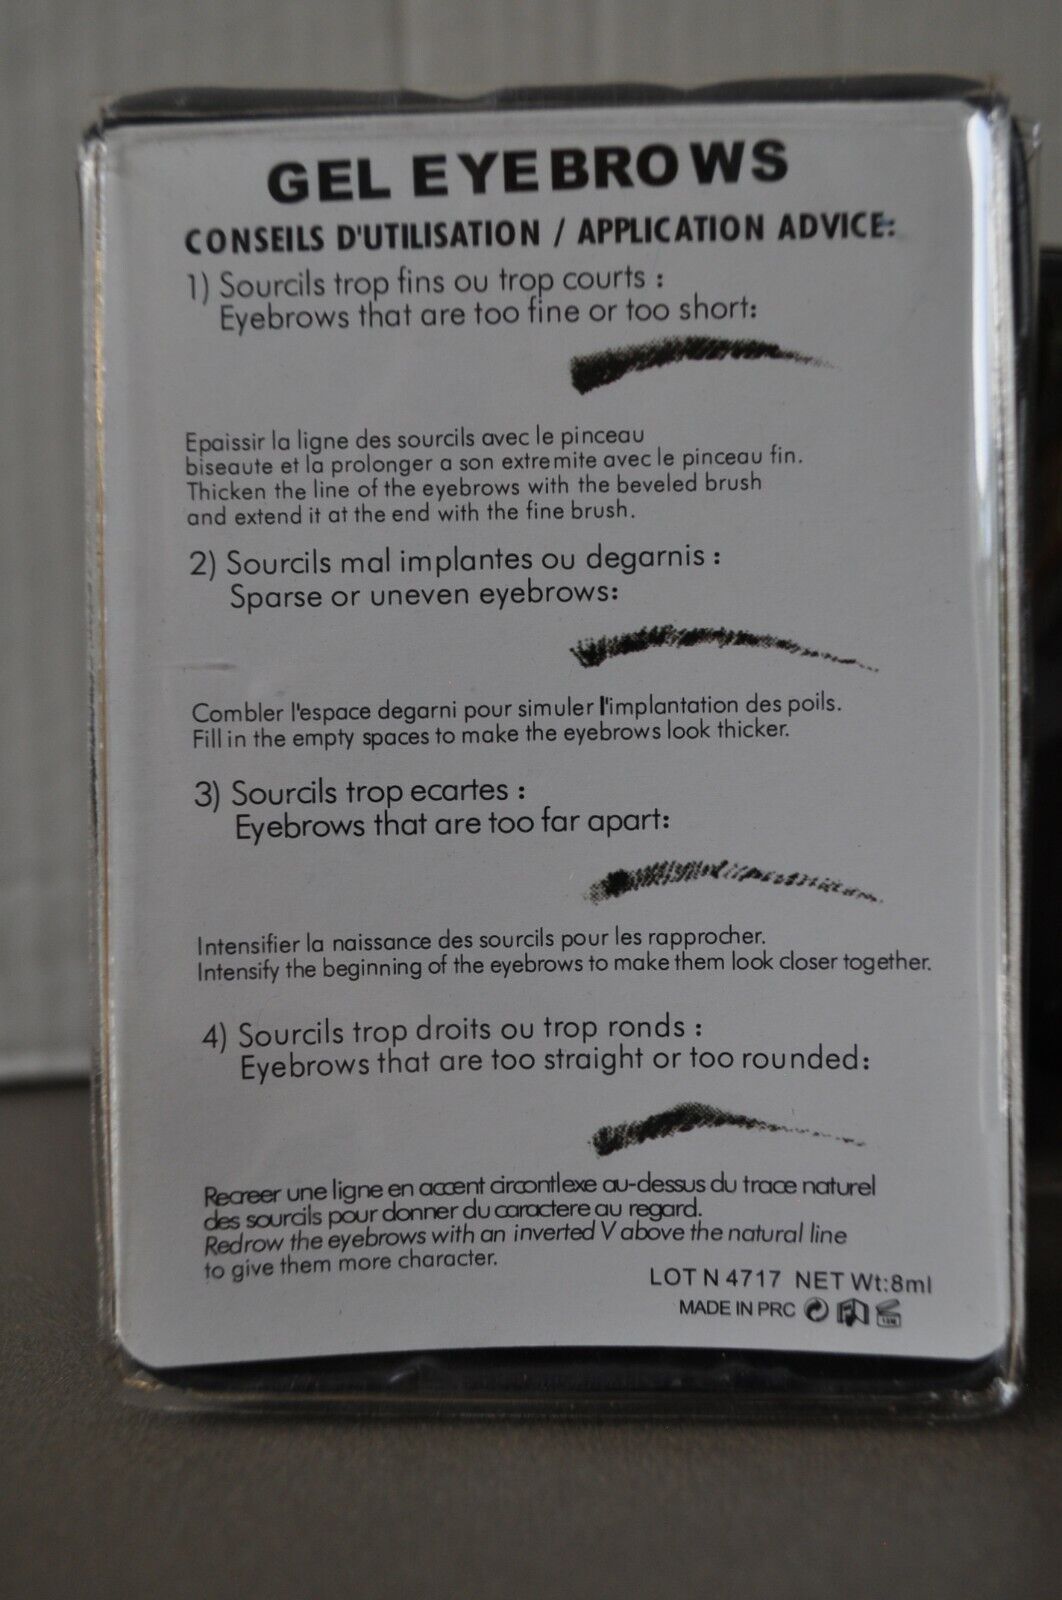 GEL EYEBROWS
CONSEILS D'UTILISATION / APPLICATION ADVICE:
1) Sourcils trop fins ou trop courts :
Eyebrows that are too fine or too short:
Epaissir la ligne des sourcils avec le pinceau
biseaute et la prolonger a son extremite avec le pinceau fin.
Thicken the line of the eyebrows with the beveled brush
and extend it at the end with the fine brush.
2) Sourcils mal implantes ou degarnis :
Sparse or uneven eyebrows:
Combler l'espace degarni pour simuler l'implantation des poils.
Fill in the empty spaces to make the eyebrows look thicker.
3) Sourcils trop ecartes :
Eyebrows that are too far apart:
Intensifier la naissance des sourcils pour les rapprocher.
Intensify the beginning of the eyebrows to make them look closer together.
4) Sourcils trop droits ou trop ronds :
Eyebrows that are too straight or too rounded:
Recreer une ligne en accent circontlexe au-dessus du trace naturel
des sourcils pour donner du caractere au regard.
Redrow the eyebrows with an inverted V above the natural line
to give them more character.
LOT N 4717 NET Wt:8ml
MADE IN PRC